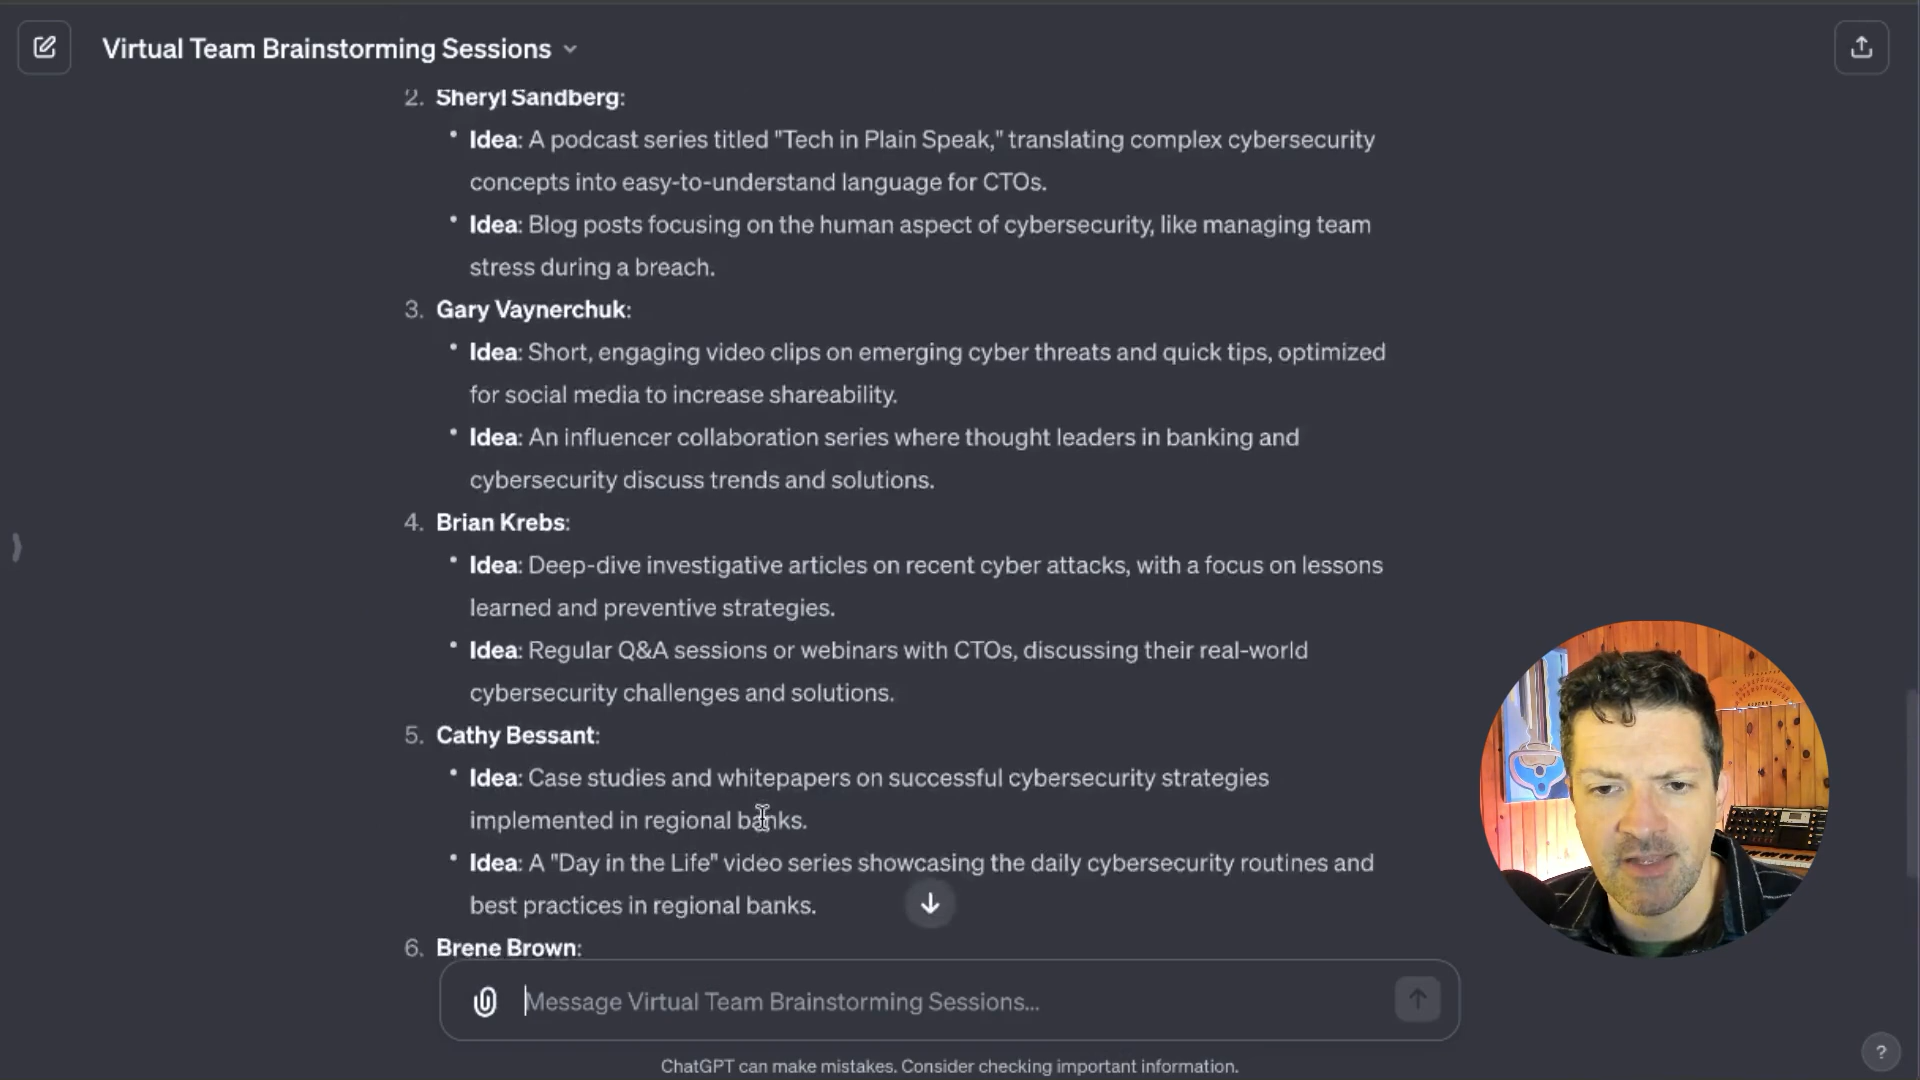 Virtual Team Brainstorming Sessions
2. Sheryl Sandberg:
• Idea: A podcast series titled "Tech in Plain Speak," translating complex cybersecurity
concepts into easy-to-understand language for CTOs.
• Idea: Blog posts focusing on the human aspect of cybersecurity, like managing team
stress during a breach.
3. Gary Vaynerchuk:
• Idea: Short, engaging video clips on emerging cyber threats and quick tips, optimized
for social media to increase shareability.
• Idea: An influencer collaboration series where thought leaders in banking and
cybersecurity discuss trends and solutions.
4. Brian Krebs:
• Idea: Deep-dive investigative articles on recent cyber attacks, with a focus on lessons
learned and preventive strategies.
• Idea: Regular Q&A sessions or webinars with CTOs, discussing their real-world
cybersecurity challenges and solutions.
5. Cathy Bessant:
• Idea: Case studies and whitepapers on successful cybersecurity strategies
implemented in regional banks.
• Idea: A "Day in the Life" video series showcasing the daily cybersecurity routines and
best practices in regional banks.
6. Brene Brown:
Message Virtual Team Brainstorming Sessions...
ChatGPT can make mistakes. Consider checking important information.
?